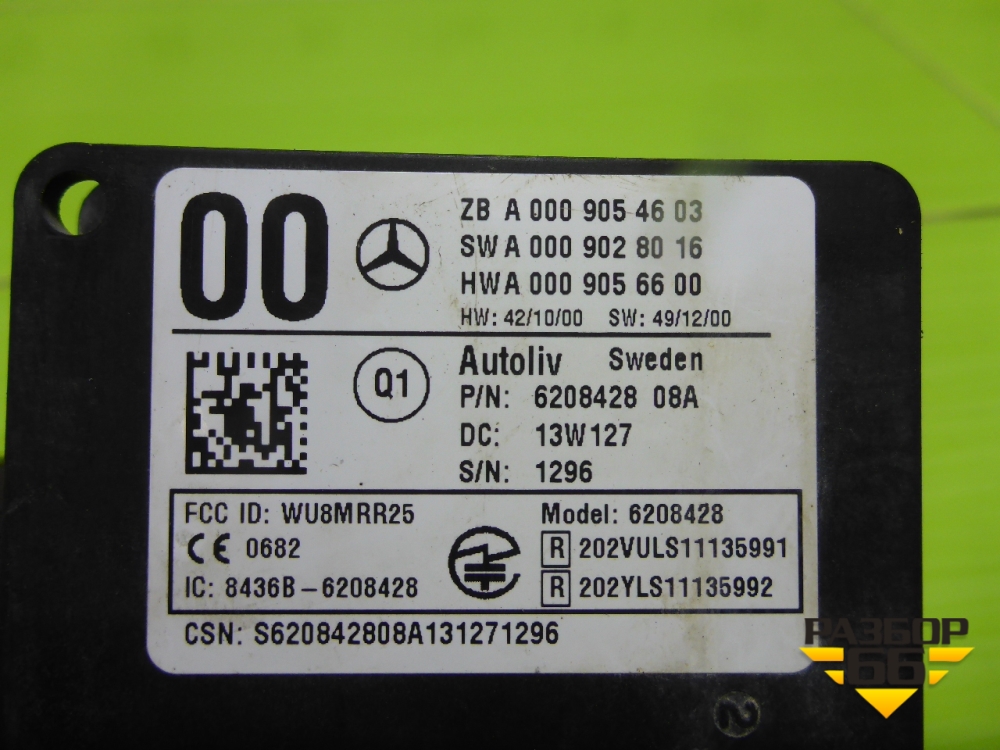 00
ZB A 000 905 46 03
SW A 000 902 80 16
HW A 000 905 66 00
HW: 42/10/00 SW: 49/12/00
Q1
Autoliv Sweden
P/N: 6208428 08A
DC: 13W127
S/N: 1296
FCC ID: WU8MRR25
CE 0682
IC: 8436B-6208428
Model: 6208428
R 202VULS11135991
R 202YLS11135992
CSN: S620842808A131271296
РАЗБОР
66
2